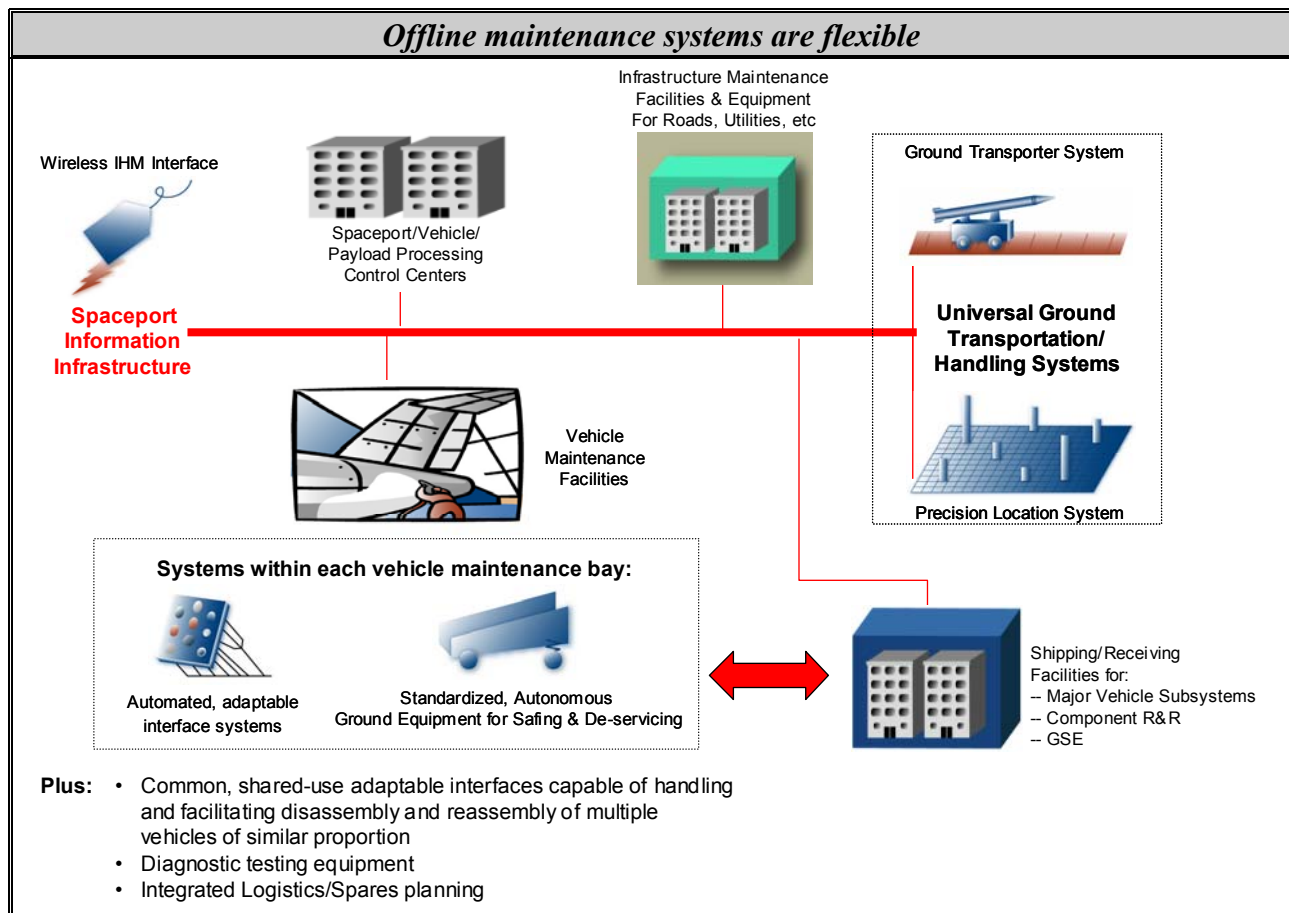 Offline maintenance systems are flexible
Infrastructure Maintenance
Facilities & Equipment
For Roads, Utilities, etc
Wireless IHM Interface
Ground Transporter System
Spaceport/Vehicle/
Payload Processing
Control Centers
Spaceport
Information
Infrastructure
Universal Ground
Transportation/
Handling Systems
Vehicle
Maintenance
Facilities
Precision Location System
Systems within each vehicle maintenance bay:
Automated, adaptable
interface systems
Standardized, Autonomous
Ground Equipment for Safing & De-servicing
Shipping/Receiving
Facilities for:
-- Major Vehicle Subsystems
-- Component R&R
-- GSE
Plus: • Common, shared-use adaptable interfaces capable of handling
and facilitating disassembly and reassembly of multiple
vehicles of similar proportion
• Diagnostic testing equipment
• Integrated Logistics/Spares planning